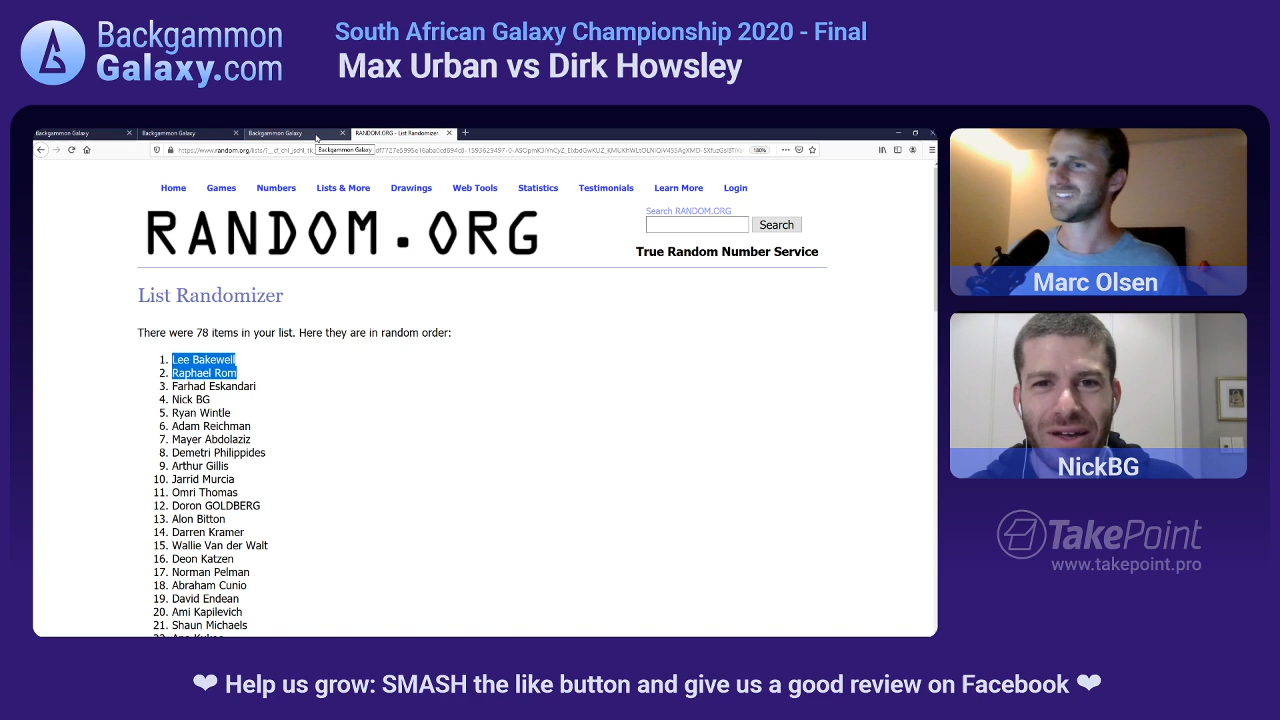 Backgammon
Galaxy.com
South African Galaxy Championship 2020 - Final
Max Urban vs Dirk Howsley
Backgammon Galaxy
Backgammon Galaxy
Backgammon Galaxy
RANDOM.ORG - List Randomizer
Backgammon Galaxy
Home Games Numbers Lists & More Drawings Web Tools Statistics Testimonials Learn More Login
RANDOM.ORG
Search RANDOM.ORG
Search
True Random Number Service
List Randomizer
There were 78 items in your list. Here they are in random order:
1. Lee Bakewell
2. Raphael Rom
3. Farhad Eskandari
4. Nick BG
5. Ryan Wintle
6. Adam Reichman
7. Mayer Abdolaziz
8. Demetri Philippides
9. Arthur Gillis
10. Jarrid Murcia
11. Omri Thomas
12. Doron GOLDBERG
13. Alon Bitton
14. Darren Kramer
15. Wallie Van der Walt
16. Deon Katzen
17. Norman Pelman
18. Abraham Cunio
19. David Endean
20. Ami Kapilevich
21. Shaun Michaels
Marc Olsen
NickBG
TakePoint
www.takepoint.pro
❤ Help us grow: SMASH the like button and give us a good review on Facebook ❤